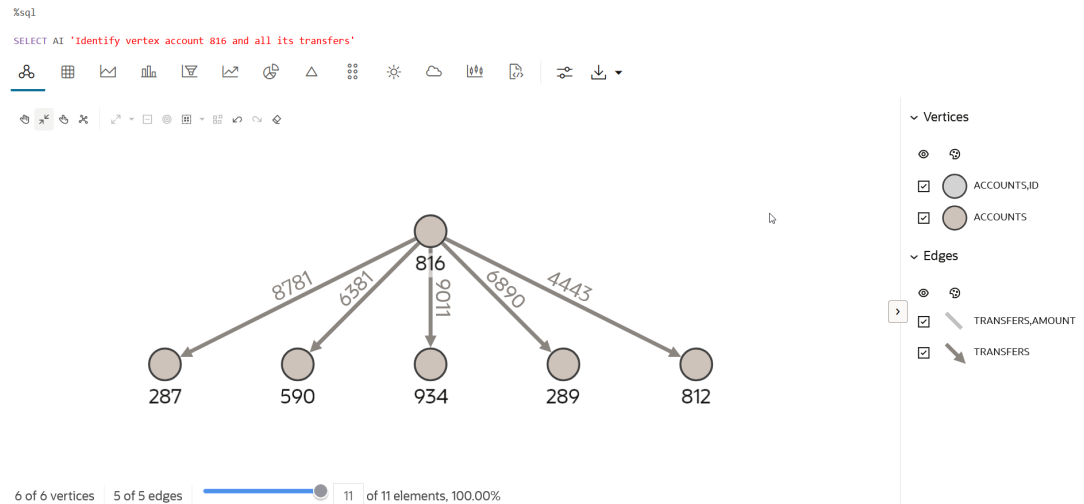 %sql
SELECT AI 'Identify vertex account 816 and all its transfers'
Vertices
ACCOUNTS,ID
ACCOUNTS
Edges
TRANSFERS,AMOUNT
TRANSFERS
816
8781
6381
9011
6890
4443
287
590
934
289
812
6 of 6 vertices 5 of 5 edges 11 of 11 elements, 100.00%